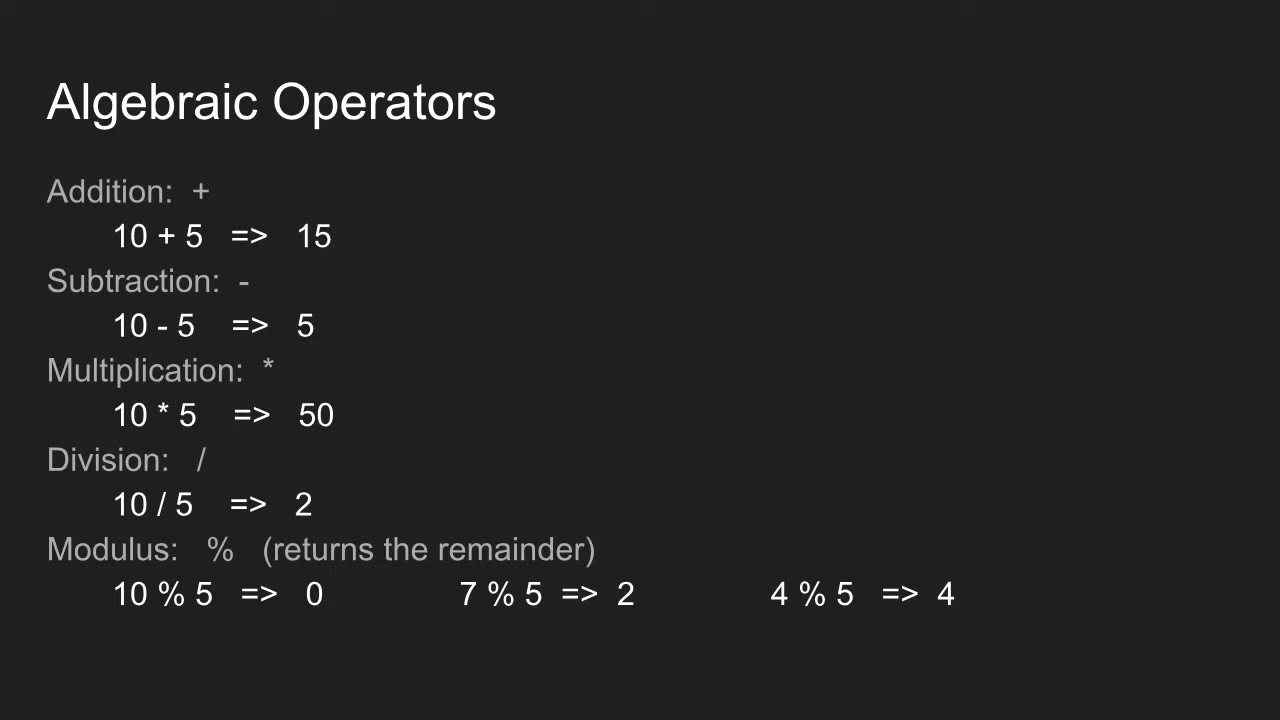 Algebraic Operators
Addition: +
10 + 5 => 15
Subtraction: -
10 - 5 => 5
Multiplication: *
10 * 5 => 50
Division: /
10 / 5 => 2
Modulus: % (returns the remainder)
10 % 5 => 0 7 % 5 => 2 4 % 5 => 4